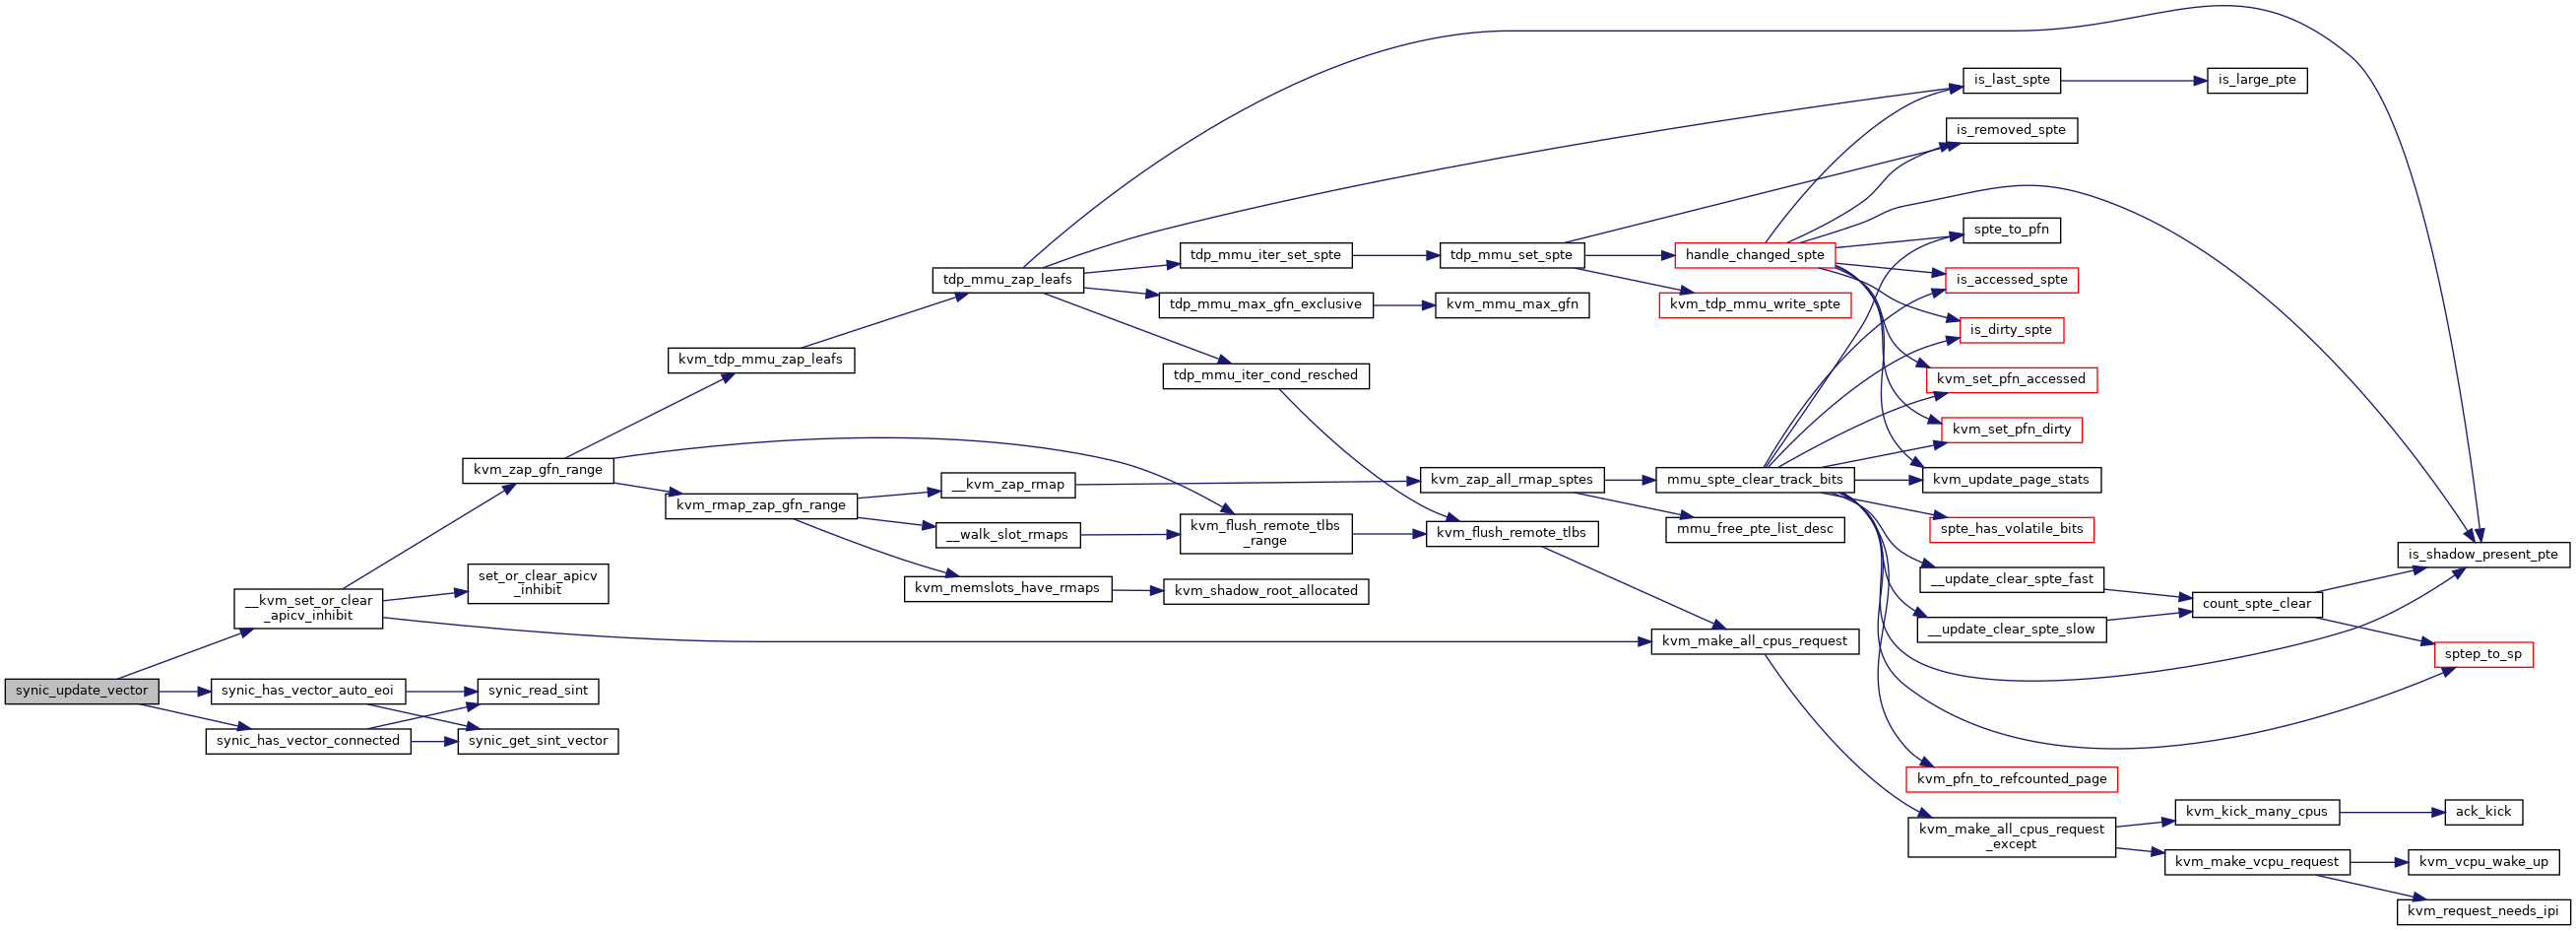 is_last_spte
is_large_pte
is_removed_spte
spte_to_pfn
tdp_mmu_iter_set_spte
tdp_mmu_set_spte
handle_changed_spte
tdp_mmu_zap_leafs
is_accessed_spte
tdp_mmu_max_gfn_exclusive
kvm_mmu_max_gfn
kvm_tdp_mmu_write_spte
is_dirty_spte
kvm_tdp_mmu_zap_leafs
tdp_mmu_iter_cond_resched
kvm_set_pfn_accessed
kvm_set_pfn_dirty
kvm_zap_gfn_range
__kvm_zap_rmap
kvm_zap_all_rmap_sptes
mmu_spte_clear_track_bits
kvm_update_page_stats
kvm_rmap_zap_gfn_range
__walk_slot_rmaps
kvm_flush_remote_tlbs
_range
kvm_flush_remote_tlbs
mmu_free_pte_list_desc
spte_has_volatile_bits
is_shadow_present_pte
set_or_clear_apicv
_inhibit
kvm_memslots_have_rmaps
kvm_shadow_root_allocated
__update_clear_spte_fast
__kvm_set_or_clear
_apicv_inhibit
count_spte_clear
__update_clear_spte_slow
kvm_make_all_cpus_request
sptep_to_sp
synic_update_vector
synic_has_vector_auto_eoi
synic_read_sint
synic_has_vector_connected
synic_get_sint_vector
kvm_pfn_to_refcounted_page
kvm_make_all_cpus_request
_except
kvm_kick_many_cpus
ack_kick
kvm_make_vcpu_request
kvm_vcpu_wake_up
kvm_request_needs_ipi